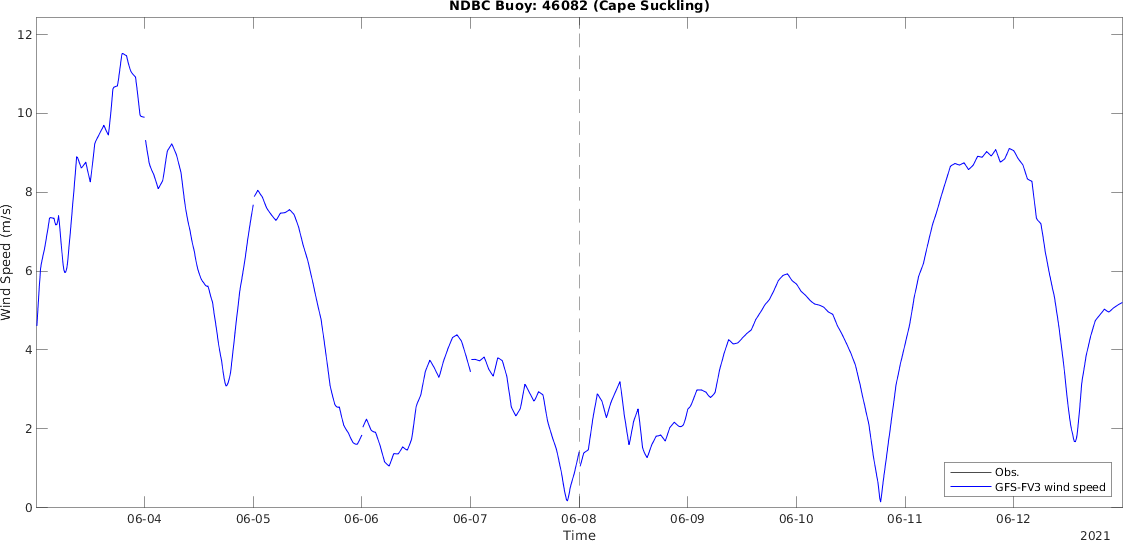 NDBC Buoy: 46082 (Cape Suckling)
12
10
8
6
4
2
0
Wind Speed (m/s)
06-04 06-05 06-06 06-07 06-08 06-09 06-10 06-11 06-12
Time
2021
Obs.
GFS-FV3 wind speed